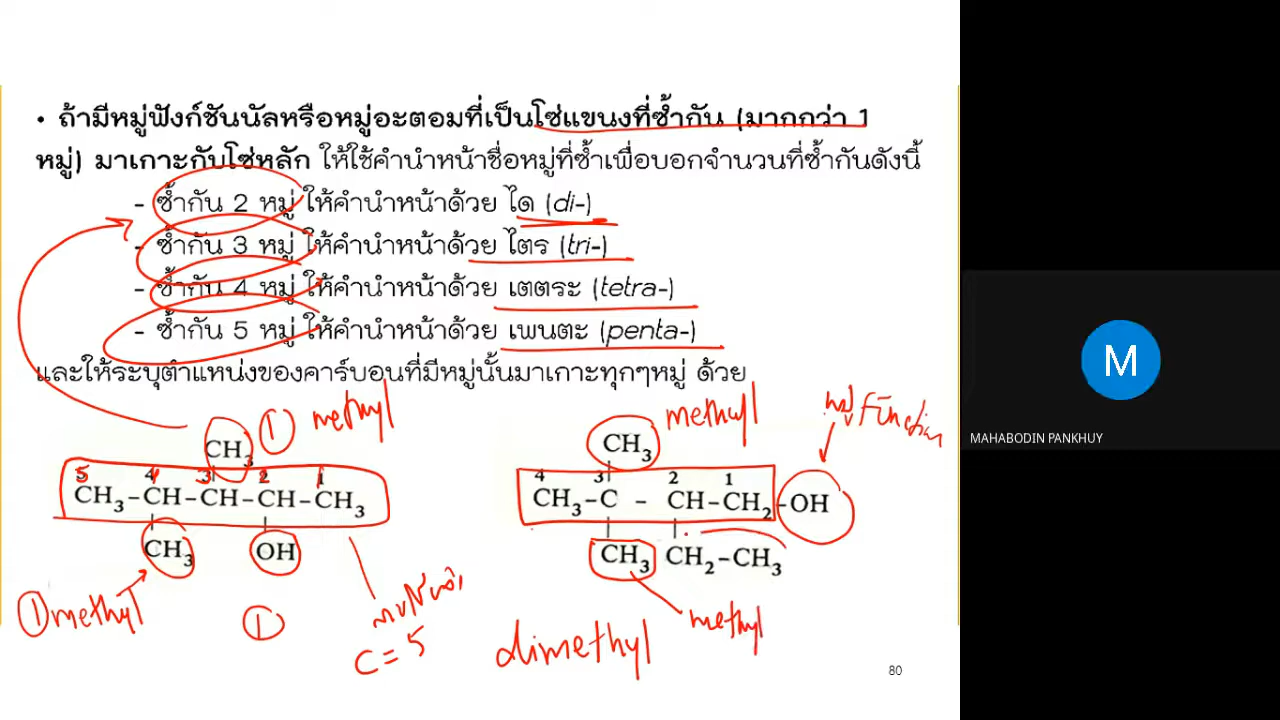 • ถ้ามีหมู่ฟังก์ชันนัลหรือหมู่อะตอมที่เป็นโซ่แขนงที่ซ้ำกัน (มากกว่า 1
หมู่) มาเกาะกับโซ่หลัก ให้ใช้คำนำหน้าชื่อหมู่ที่ซ้ำเพื่อบอกจำนวนที่ซ้ำกันดังนี้
- ซ้ำกัน 2 หมู่ ให้คำนำหน้าด้วย ได (di-)
- ซ้ำกัน 3 หมู่ ให้คำนำหน้าด้วย ไตร (tri-)
- ซ้ำกัน 4 หมู่ ให้คำนำหน้าด้วย เตตระ (tetra-)
- ซ้ำกัน 5 หมู่ ให้คำนำหน้าด้วย เพนตะ (penta-)
และให้ระบุตำแหน่งของคาร์บอนที่มีหมู่นั้นมาเกาะทุกๆหมู่ ด้วย
CH3 ① methyl
5 4 3 2 1
CH3-CH-CH-CH-CH3
CH3 OH
① methyl
①
C = 5
หมู่ Function
CH3 methyl
4 3 2 1
CH3-C - CH-CH2-OH
CH3 CH2-CH3
methyl
dimethyl
80
M
MAHABODIN PANKHUY